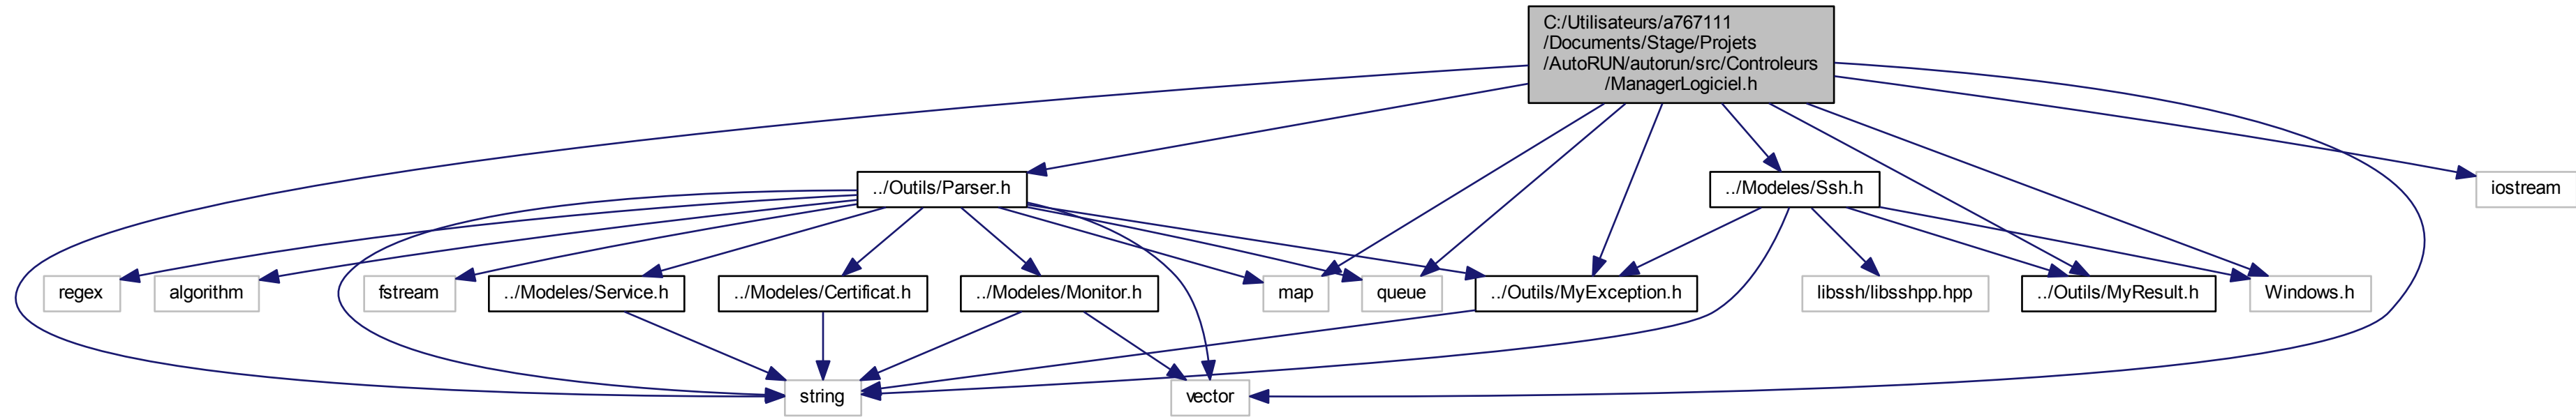 C:/Utilisateurs/a767111
/Documents/Stage/Projets
/AutoRUN/autorun/src/Controleurs
/ManagerLogiciel.h
../Outils/Parser.h
../Modeles/Ssh.h
iostream
regex
algorithm
fstream
../Modeles/Service.h
../Modeles/Certificat.h
../Modeles/Monitor.h
map
queue
../Outils/MyException.h
libssh/libsshpp.hpp
../Outils/MyResult.h
Windows.h
string
vector